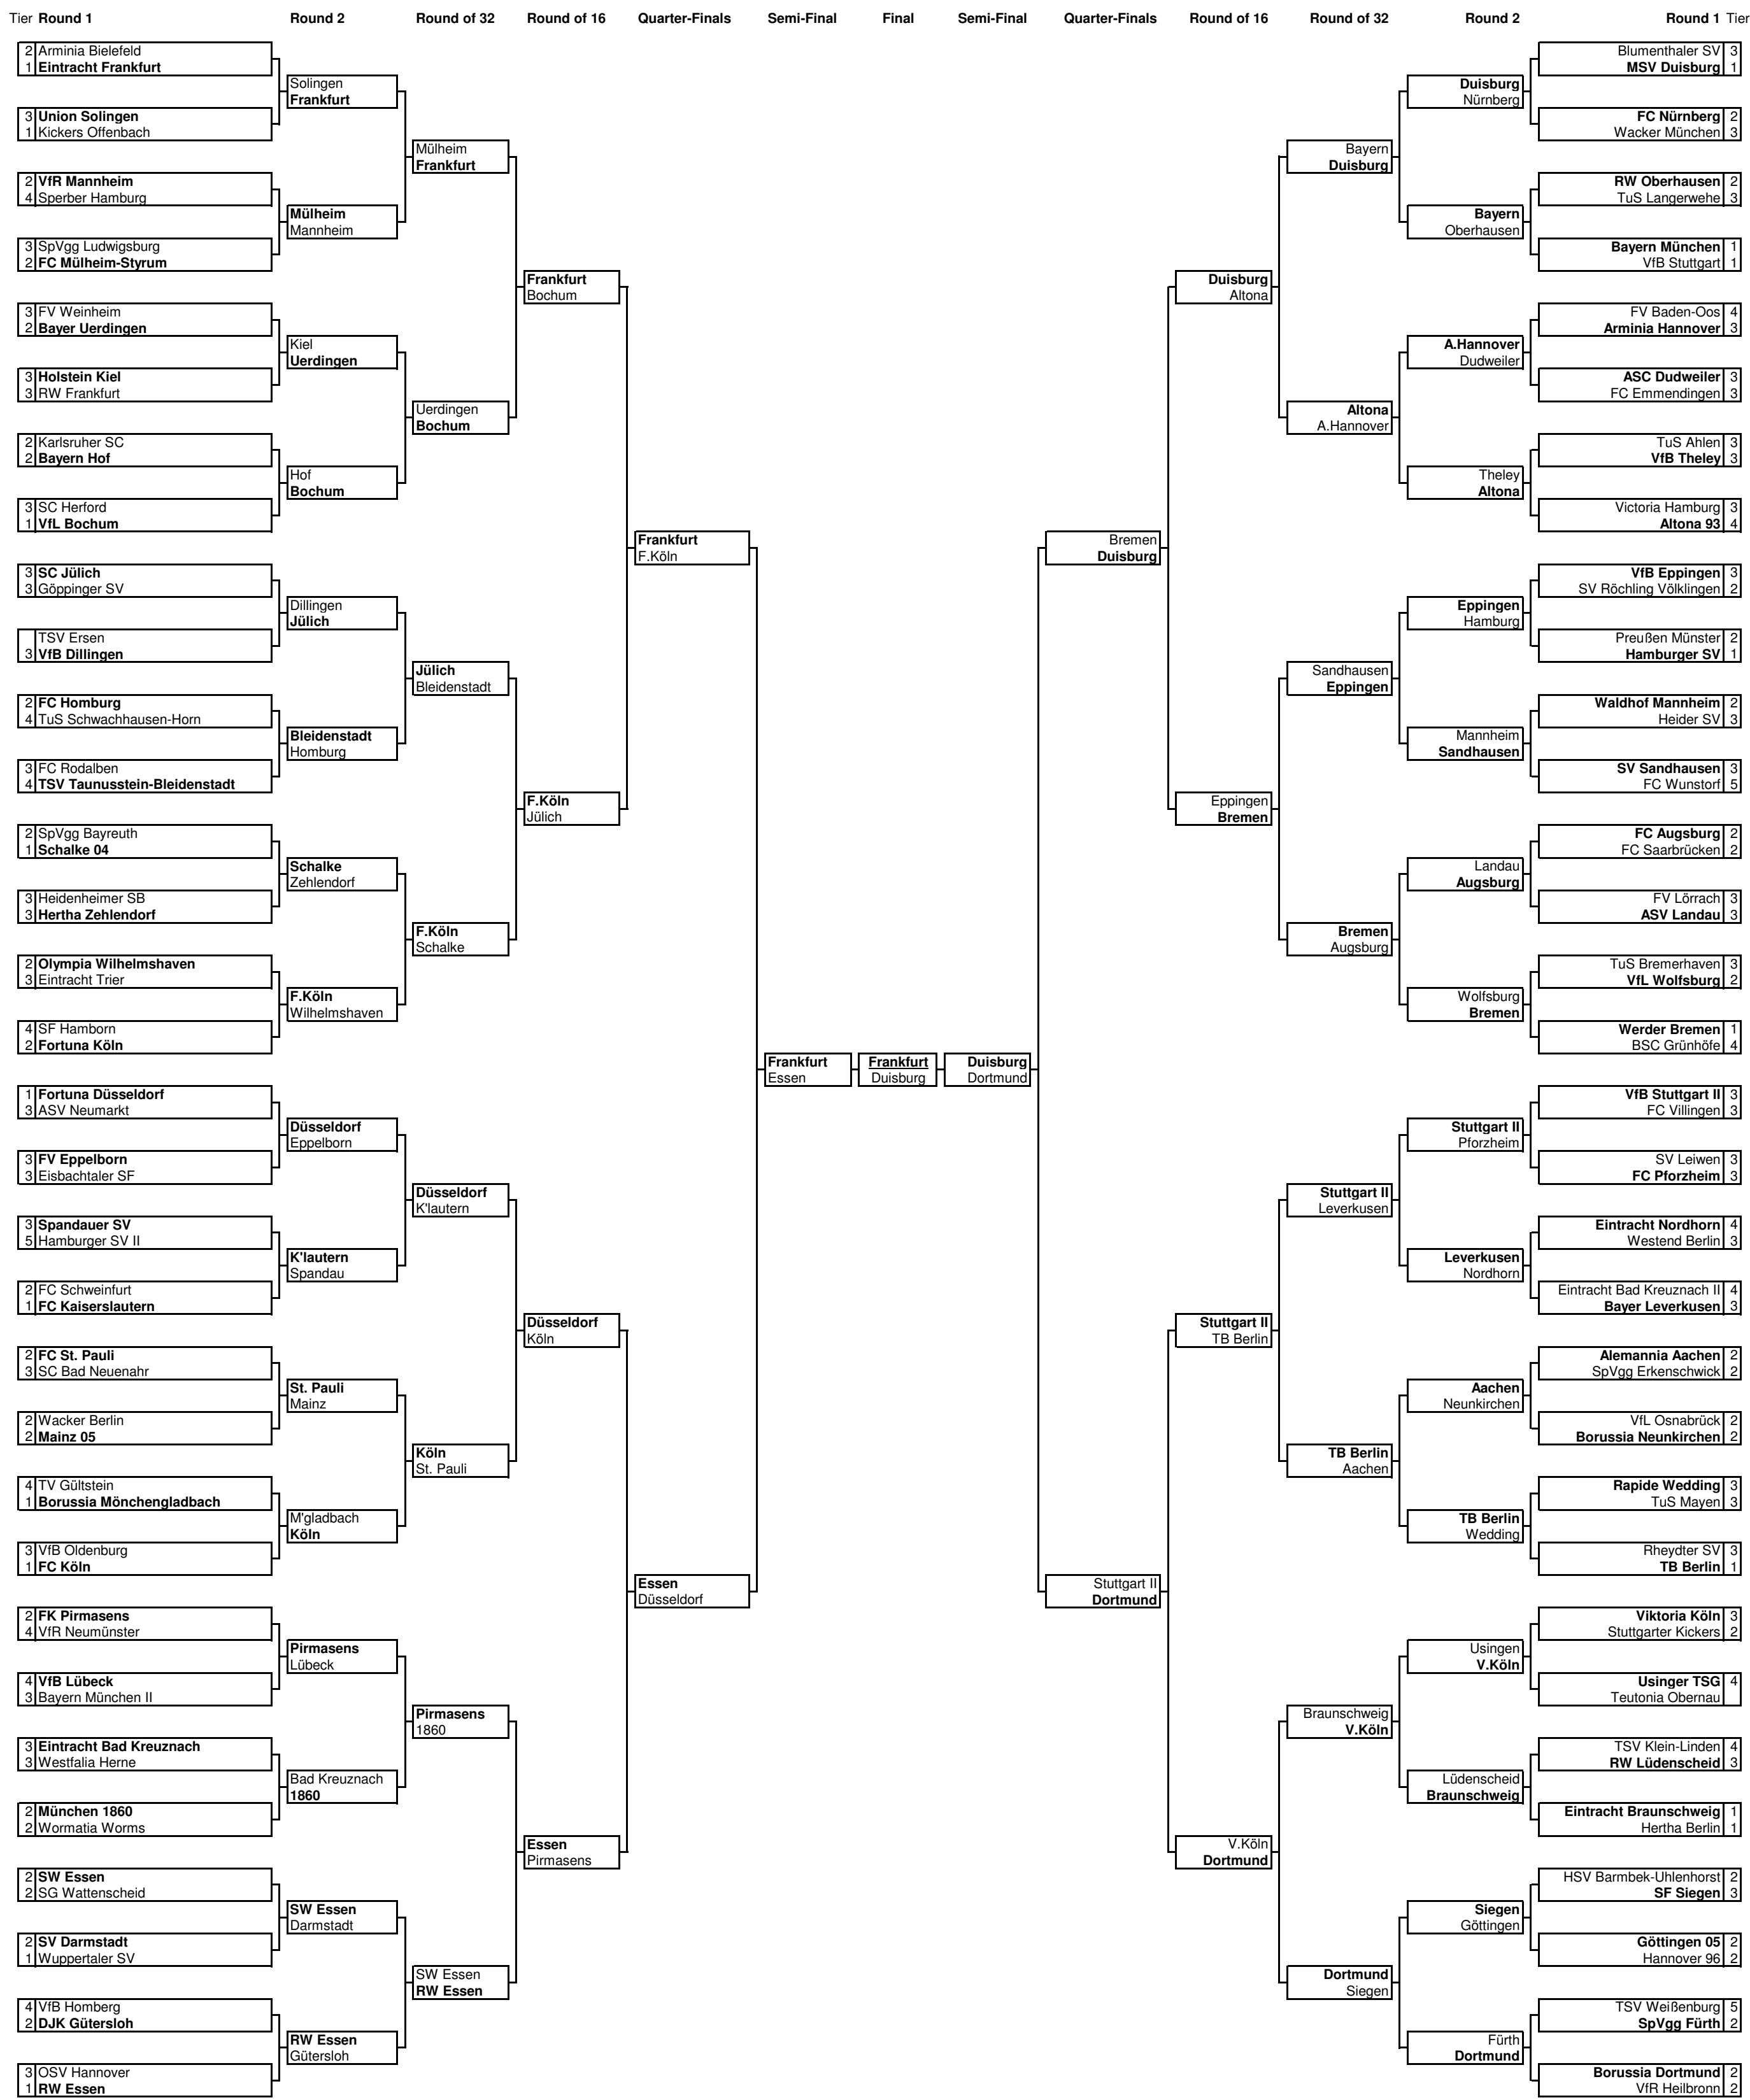 Tier Round 1 Round 2 Round of 32 Round of 16 Quarter-Finals Semi-Final Final Semi-Final Quarter-Finals Round of 16 Round of 32 Round 2 Round 1 Tier
2 Arminia Bielefeld
1 Eintracht Frankfurt
3 Union Solingen
1 Kickers Offenbach
2 VfR Mannheim
4 Sperber Hamburg
3 SpVgg Ludwigsburg
2 FC Mülheim-Styrum
3 FV Weinheim
2 Bayer Uerdingen
3 Holstein Kiel
3 RW Frankfurt
2 Karlsruher SC
2 Bayern Hof
3 SC Herford
1 VfL Bochum
3 SC Jülich
3 Göppinger SV
TSV Ersen
3 VfB Dillingen
2 FC Homburg
4 TuS Schwachhausen-Horn
3 FC Rodalben
4 TSV Taunusstein-Bleidenstadt
2 SpVgg Bayreuth
1 Schalke 04
3 Heidenheimer SB
3 Hertha Zehlendorf
2 Olympia Wilhelmshaven
3 Eintracht Trier
4 SF Hamborn
2 Fortuna Köln
1 Fortuna Düsseldorf
3 ASV Neumarkt
3 FV Eppelborn
3 Eisbachtaler SF
3 Spandauer SV
5 Hamburger SV II
2 FC Schweinfurt
1 FC Kaiserslautern
2 FC St. Pauli
3 SC Bad Neuenahr
2 Wacker Berlin
2 Mainz 05
4 TV Gültstein
1 Borussia Mönchengladbach
3 VfB Oldenburg
1 FC Köln
2 FK Pirmasens
4 VfR Neumünster
4 VfB Lübeck
3 Bayern München II
3 Eintracht Bad Kreuznach
3 Westfalia Herne
2 München 1860
2 Wormatia Worms
2 SW Essen
2 SG Wattenscheid
2 SV Darmstadt
1 Wuppertaler SV
4 VfB Homberg
2 DJK Gütersloh
3 OSV Hannover
1 RW Essen
Solingen
Frankfurt
Mülheim
Mannheim
Kiel
Uerdingen
Hof
Bochum
Dillingen
Jülich
Bleidenstadt
Homburg
Schalke
Zehlendorf
F.Köln
Wilhelmshaven
Düsseldorf
Eppelborn
K'lautern
Spandau
St. Pauli
Mainz
M'gladbach
Köln
Pirmasens
Lübeck
Bad Kreuznach
1860
SW Essen
Darmstadt
RW Essen
Gütersloh
Mülheim
Frankfurt
Uerdingen
Bochum
Jülich
Bleidenstadt
F.Köln
Schalke
Düsseldorf
K'lautern
Köln
St. Pauli
Pirmasens
1860
SW Essen
RW Essen
Frankfurt
Bochum
F.Köln
Jülich
Düsseldorf
Köln
Essen
Pirmasens
Frankfurt
F.Köln
Essen
Düsseldorf
Frankfurt
Essen
Frankfurt
Duisburg
Duisburg
Dortmund
Bremen
Duisburg
Stuttgart II
Dortmund
Duisburg
Altona
Eppingen
Bremen
Stuttgart II
TB Berlin
V.Köln
Dortmund
Bayern
Duisburg
Altona
A.Hannover
Sandhausen
Eppingen
Bremen
Augsburg
Stuttgart II
Leverkusen
TB Berlin
Aachen
Braunschweig
V.Köln
Dortmund
Siegen
Duisburg
Nürnberg
Bayern
Oberhausen
A.Hannover
Dudweiler
Theley
Altona
Eppingen
Hamburg
Mannheim
Sandhausen
Landau
Augsburg
Wolfsburg
Bremen
Stuttgart II
Pforzheim
Leverkusen
Nordhorn
Aachen
Neunkirchen
TB Berlin
Wedding
Usingen
V.Köln
Lüdenscheid
Braunschweig
Siegen
Göttingen
Fürth
Dortmund
Blumenthaler SV 3
MSV Duisburg 1
FC Nürnberg 2
Wacker München 3
RW Oberhausen 2
TuS Langerwehe 3
Bayern München 1
VfB Stuttgart 1
FV Baden-Oos 4
Arminia Hannover 3
ASC Dudweiler 3
FC Emmendingen 3
TuS Ahlen 3
VfB Theley 3
Victoria Hamburg 3
Altona 93 4
VfB Eppingen 3
SV Röchling Völklingen 2
Preußen Münster 2
Hamburger SV 1
Waldhof Mannheim 2
Heider SV 3
SV Sandhausen 3
FC Wunstorf 5
FC Augsburg 2
FC Saarbrücken 2
FV Lörrach 3
ASV Landau 3
TuS Bremerhaven 3
VfL Wolfsburg 2
Werder Bremen 1
BSC Grünhöfe 4
VfB Stuttgart II 3
FC Villingen 3
SV Leiwen 3
FC Pforzheim 3
Eintracht Nordhorn 4
Westend Berlin 3
Eintracht Bad Kreuznach II 4
Bayer Leverkusen 3
Alemannia Aachen 2
SpVgg Erkenschwick 2
VfL Osnabrück 2
Borussia Neunkirchen 2
Rapide Wedding 3
TuS Mayen 3
Rheydter SV 3
TB Berlin 1
Viktoria Köln 3
Stuttgarter Kickers 2
Usinger TSG 4
Teutonia Obernau
TSV Klein-Linden 4
RW Lüdenscheid 3
Eintracht Braunschweig 1
Hertha Berlin 1
HSV Barmbek-Uhlenhorst 2
SF Siegen 3
Göttingen 05 2
Hannover 96 2
TSV Weißenburg 5
SpVgg Fürth 2
Borussia Dortmund 2
VfR Heilbronn 2